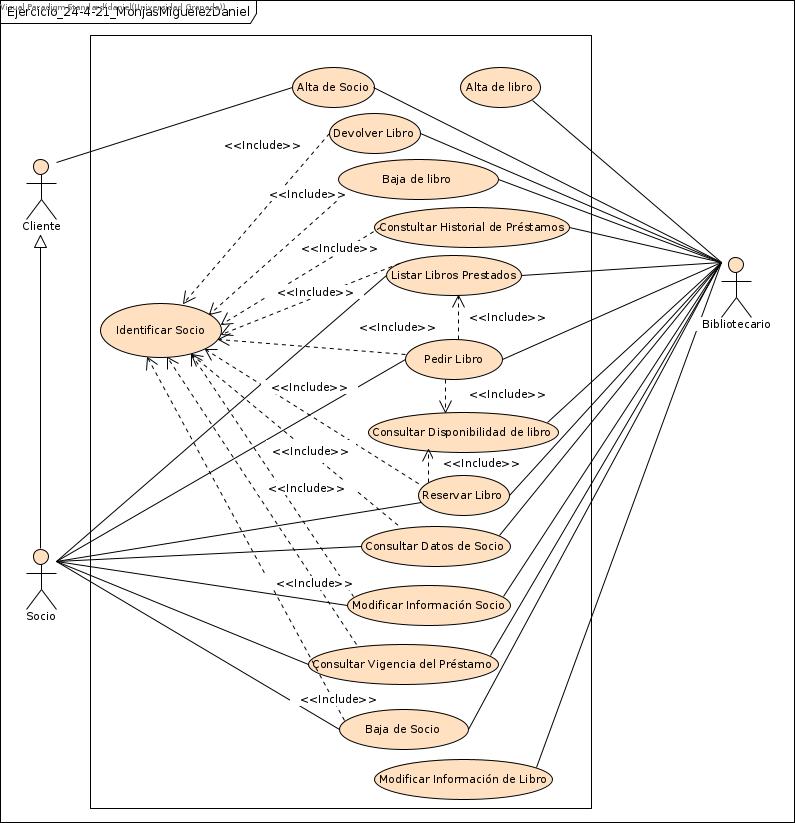 Visual Paradigm Standard(daniel(Universidad Granada))
Ejercicio_24-4-21_MonjasMiguelezDaniel
Alta de Socio
Alta de libro
Devolver Libro
<<Include>>
Baja de libro
<<Include>>
Cliente
Constultar Historial de Préstamos
<<Include>>
Listar Libros Prestados
<<Include>>
Bibliotecario
<<Include>>
Identificar Socio
<<Include>>
Pedir Libro
<<Include>>
<<Include>>
Consultar Disponibilidad de libro
<<Include>>
<<Include>>
<<Include>>
Reservar Libro
Consultar Datos de Socio
<<Include>>
Modificar Información Socio
Socio
Consultar Vigencia del Préstamo
<<Include>>
Baja de Socio
Modificar Información de Libro